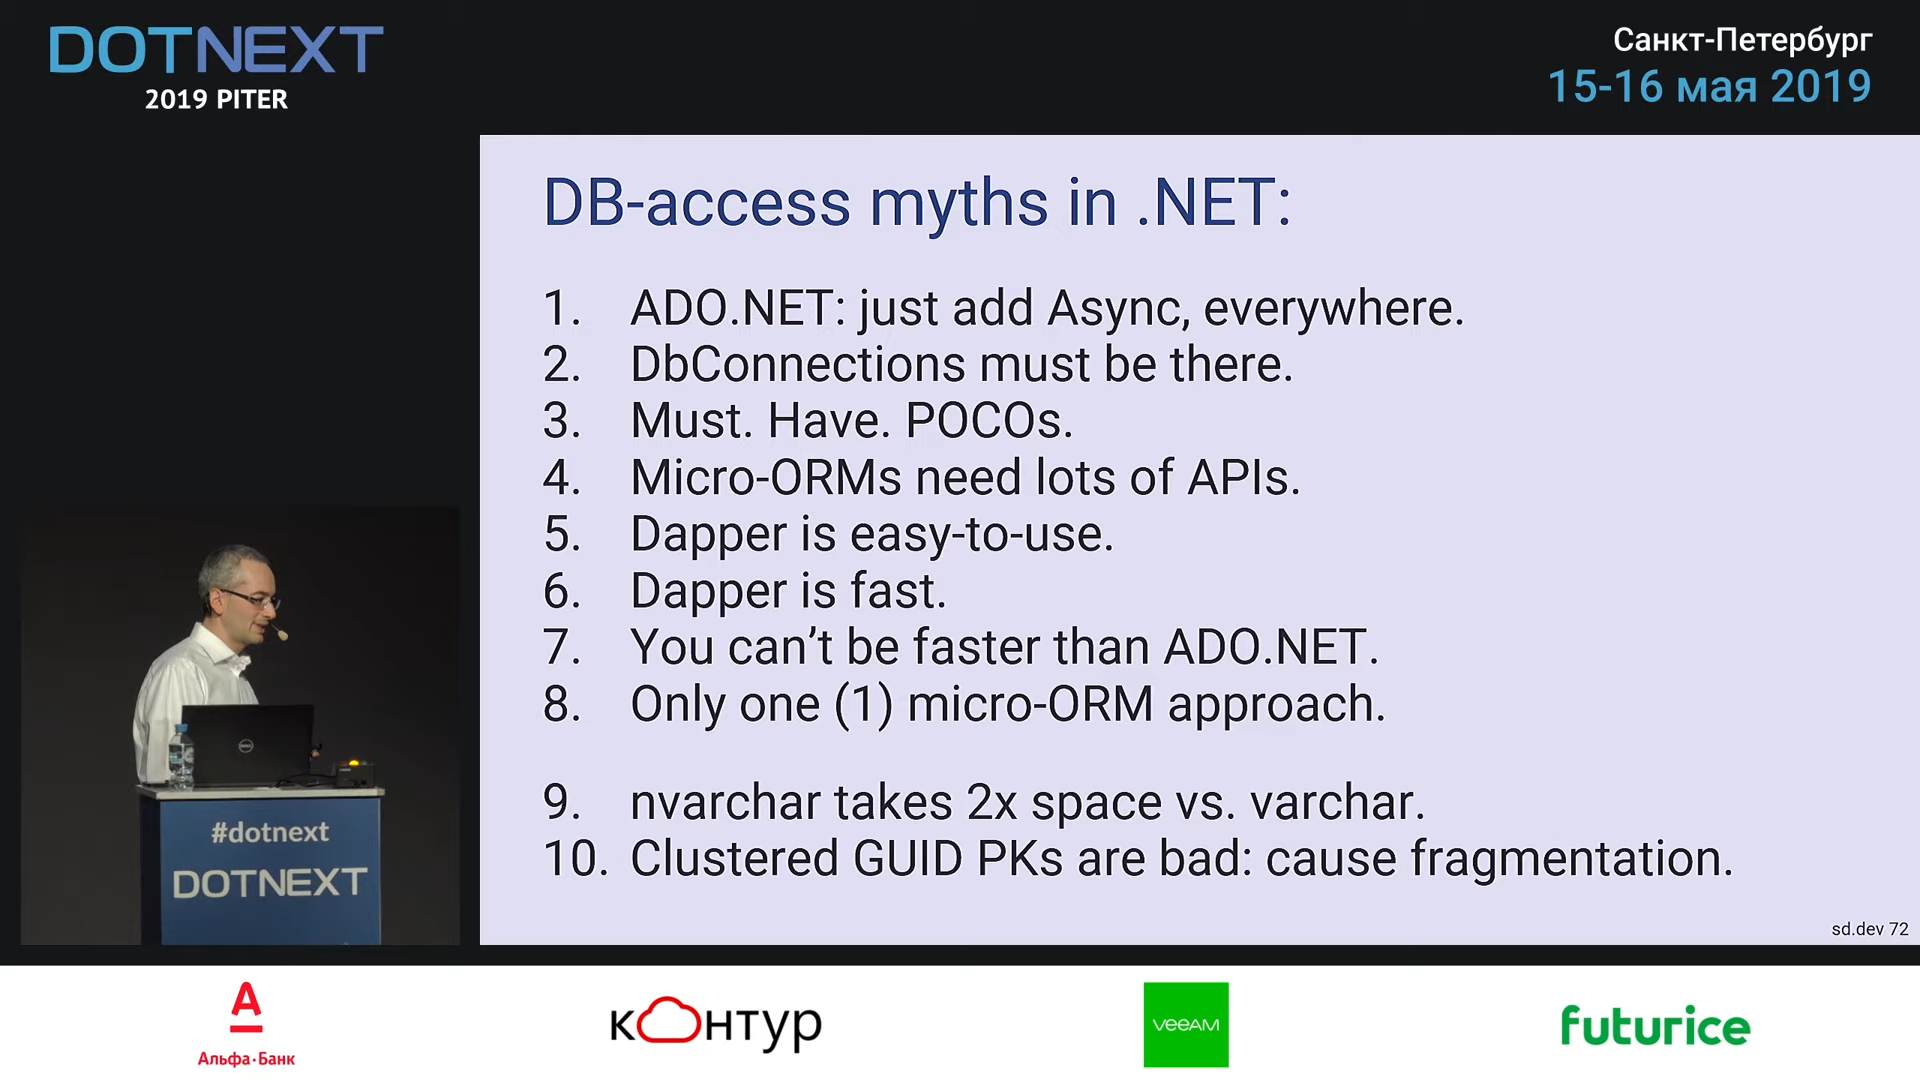 DOTNEXT
2019 PITER
Санкт-Петербург
15-16 мая 2019
DB-access myths in .NET:
1. ADO.NET: just add Async, everywhere.
2. DbConnections must be there.
3. Must. Have. POCOs.
4. Micro-ORMs need lots of APIs.
5. Dapper is easy-to-use.
6. Dapper is fast.
7. You can’t be faster than ADO.NET.
8. Only one (1) micro-ORM approach.
9. nvarchar takes 2x space vs. varchar.
10. Clustered GUID PKs are bad: cause fragmentation.
sd.dev 72
#dotnext
DOTNEXT
DELL
А
Альфа·Банк
контур
veeAM
futurice